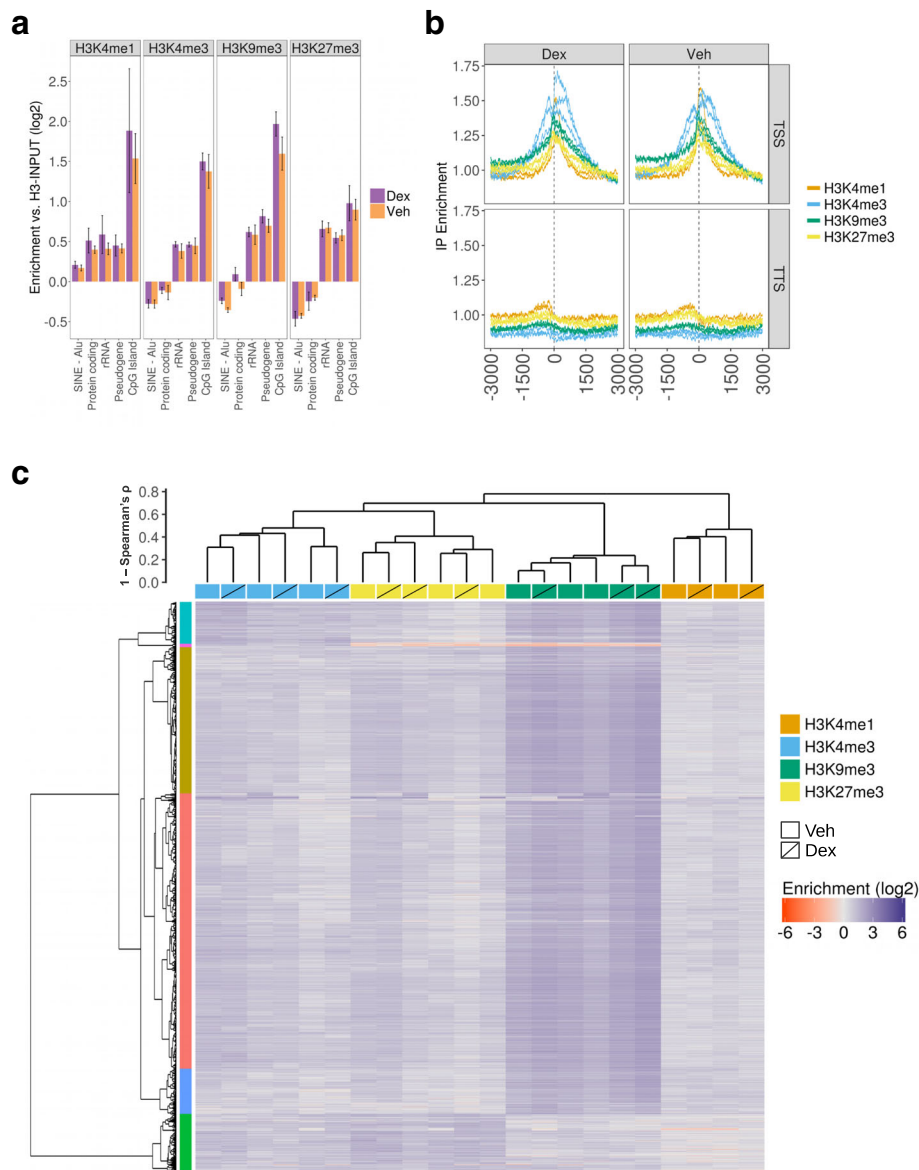 a
H3K4me1 H3K4me3 H3K9me3 H3K27me3
Enrichment vs. H3-INPUT (log2)
2.5
2.0
1.5
1.0
0.5
0.0
-0.5
SINE - Alu
Protein coding
rRNA
Pseudogene
CpG Island
SINE - Alu
Protein coding
rRNA
Pseudogene
CpG Island
SINE - Alu
Protein coding
rRNA
Pseudogene
CpG Island
SINE - Alu
Protein coding
rRNA
Pseudogene
CpG Island
Dex
Veh
b
Dex Veh
IP Enrichment
1.75
1.50
1.25
1.00
TSS
1.75
1.50
1.25
1.00
TTS
-3000 -1500 0 1500 3000
-3000 -1500 0 1500 3000
H3K4me1
H3K4me3
H3K9me3
H3K27me3
c
1 – Spearman's ρ
0.8
0.6
0.4
0.2
0.0
H3K4me1
H3K4me3
H3K9me3
H3K27me3
Veh
Dex
Enrichment (log2)
-6 -3 0 3 6